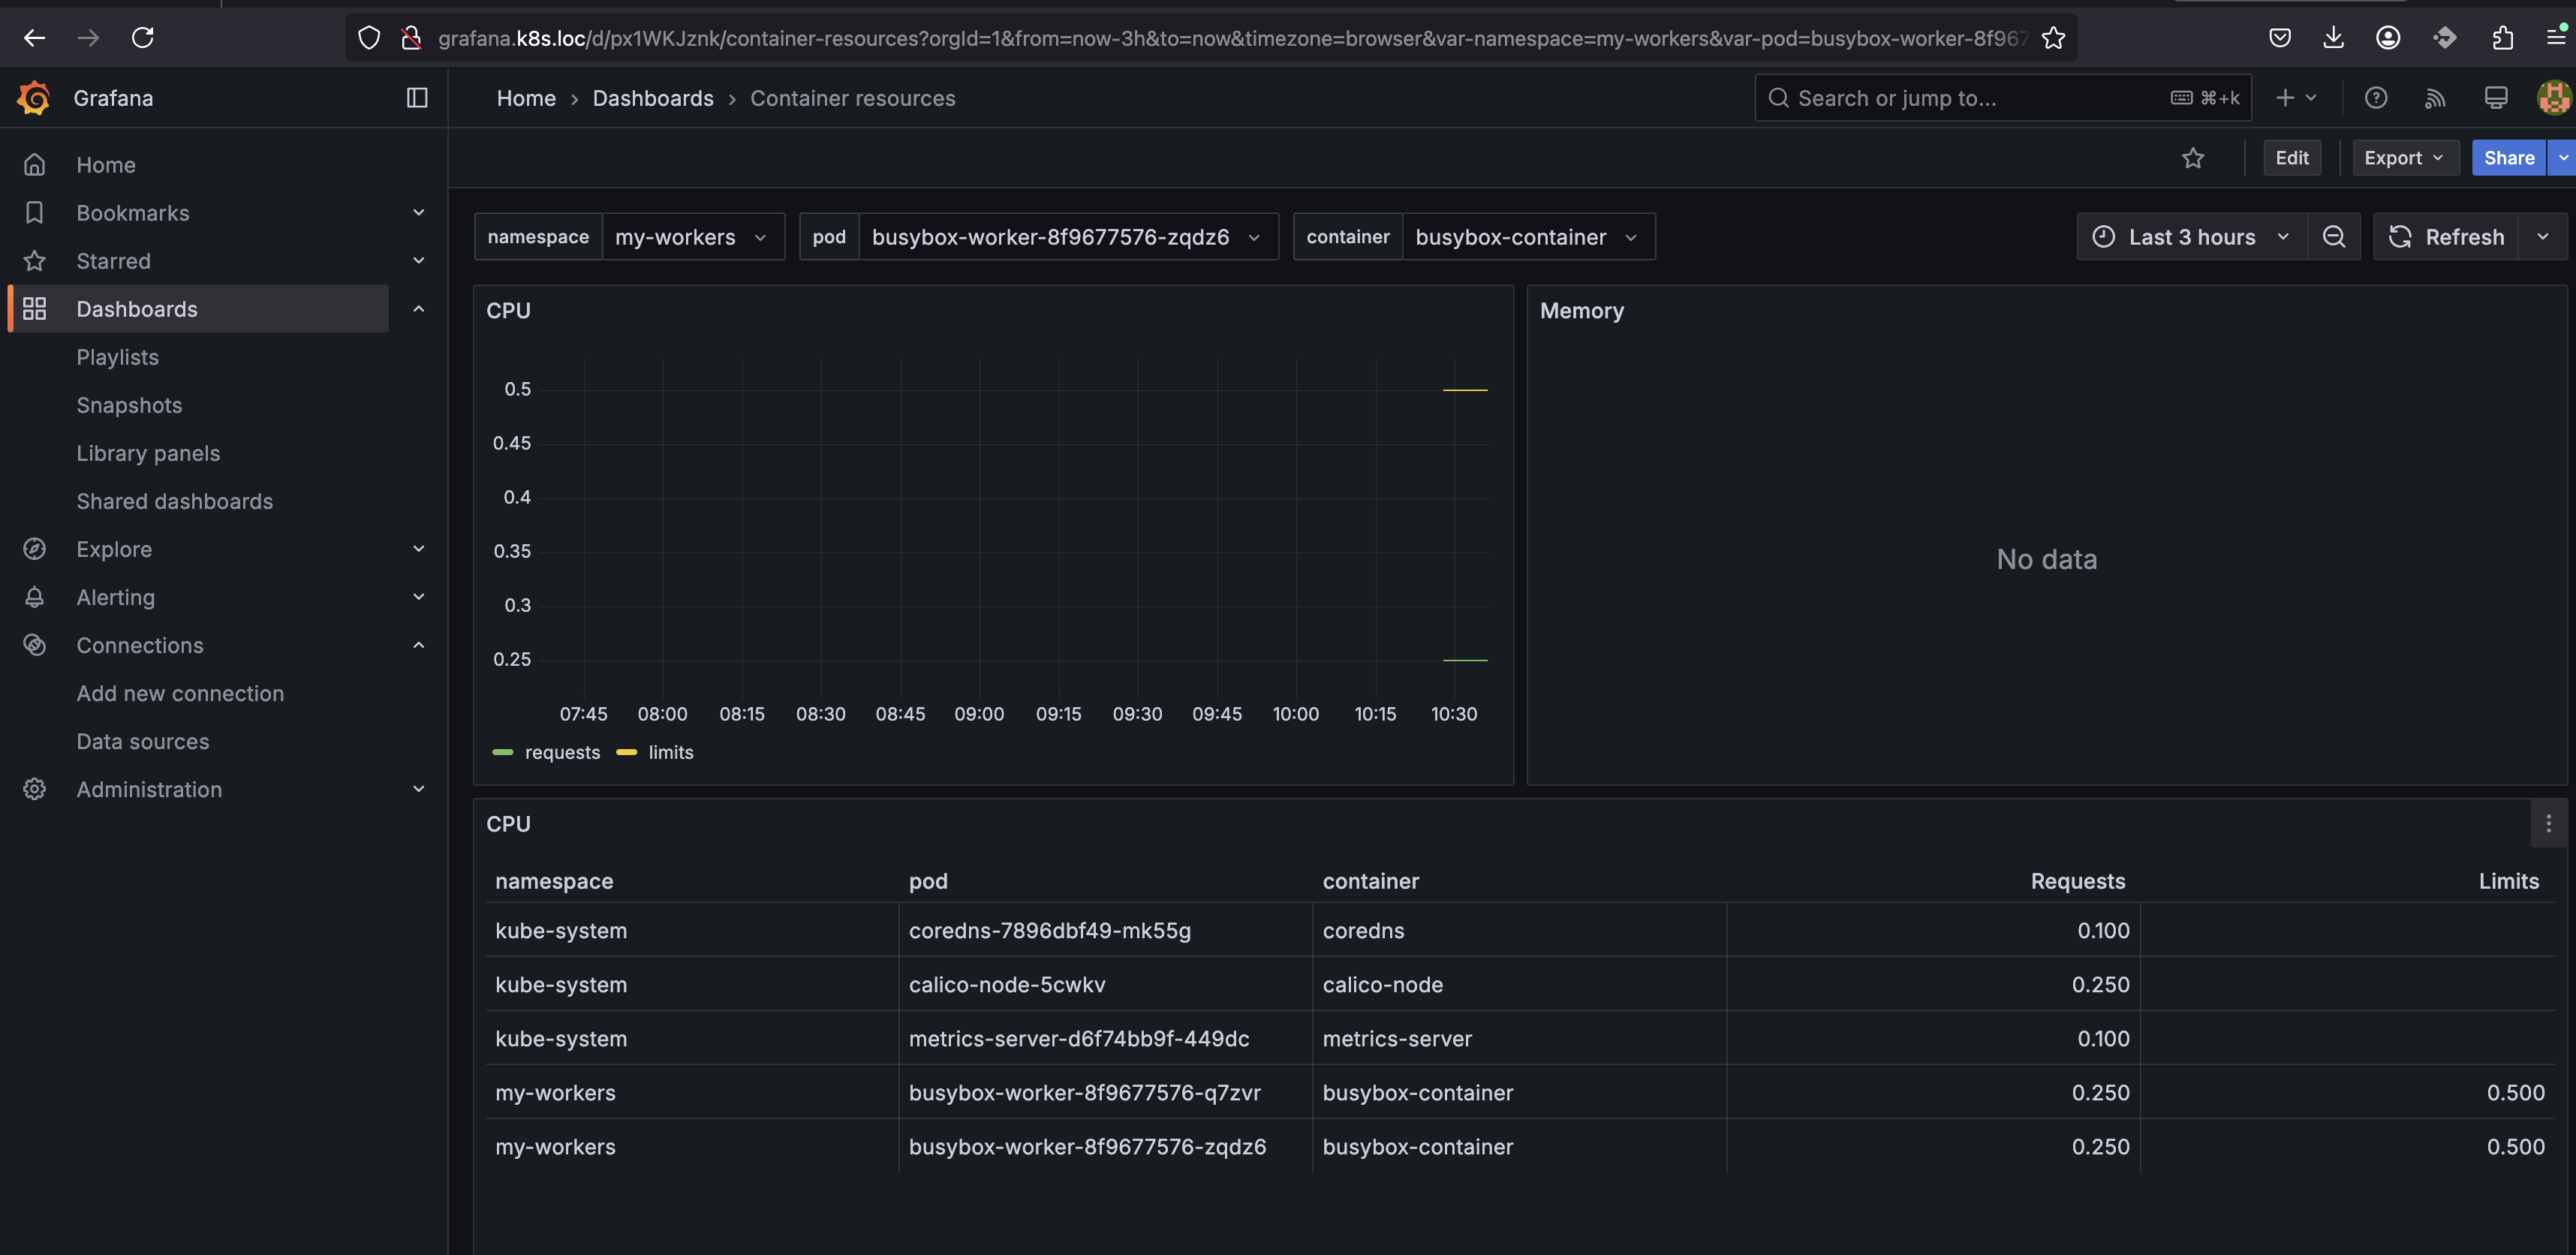 grafana.k8s.loc/d/px1WKJznk/container-resources?orgId=1&from=now-3h&to=now&timezone=browser&var-namespace=my-workers&var-pod=busybox-worker-8f967
Grafana
Home › Dashboards › Container resources
Search or jump to... ⌘+k
Edit Export Share
Home
Bookmarks
Starred
Dashboards
Playlists
Snapshots
Library panels
Shared dashboards
Explore
Alerting
Connections
Add new connection
Data sources
Administration
namespace my-workers pod busybox-worker-8f9677576-zqdz6 container busybox-container Last 3 hours Refresh
CPU
0.5
0.45
0.4
0.35
0.3
0.25
07:45 08:00 08:15 08:30 08:45 09:00 09:15 09:30 09:45 10:00 10:15 10:30
requests limits
Memory
No data
CPU
namespace pod container Requests Limits
kube-system coredns-7896dbf49-mk55g coredns 0.100
kube-system calico-node-5cwkv calico-node 0.250
kube-system metrics-server-d6f74bb9f-449dc metrics-server 0.100
my-workers busybox-worker-8f9677576-q7zvr busybox-container 0.250 0.500
my-workers busybox-worker-8f9677576-zqdz6 busybox-container 0.250 0.500